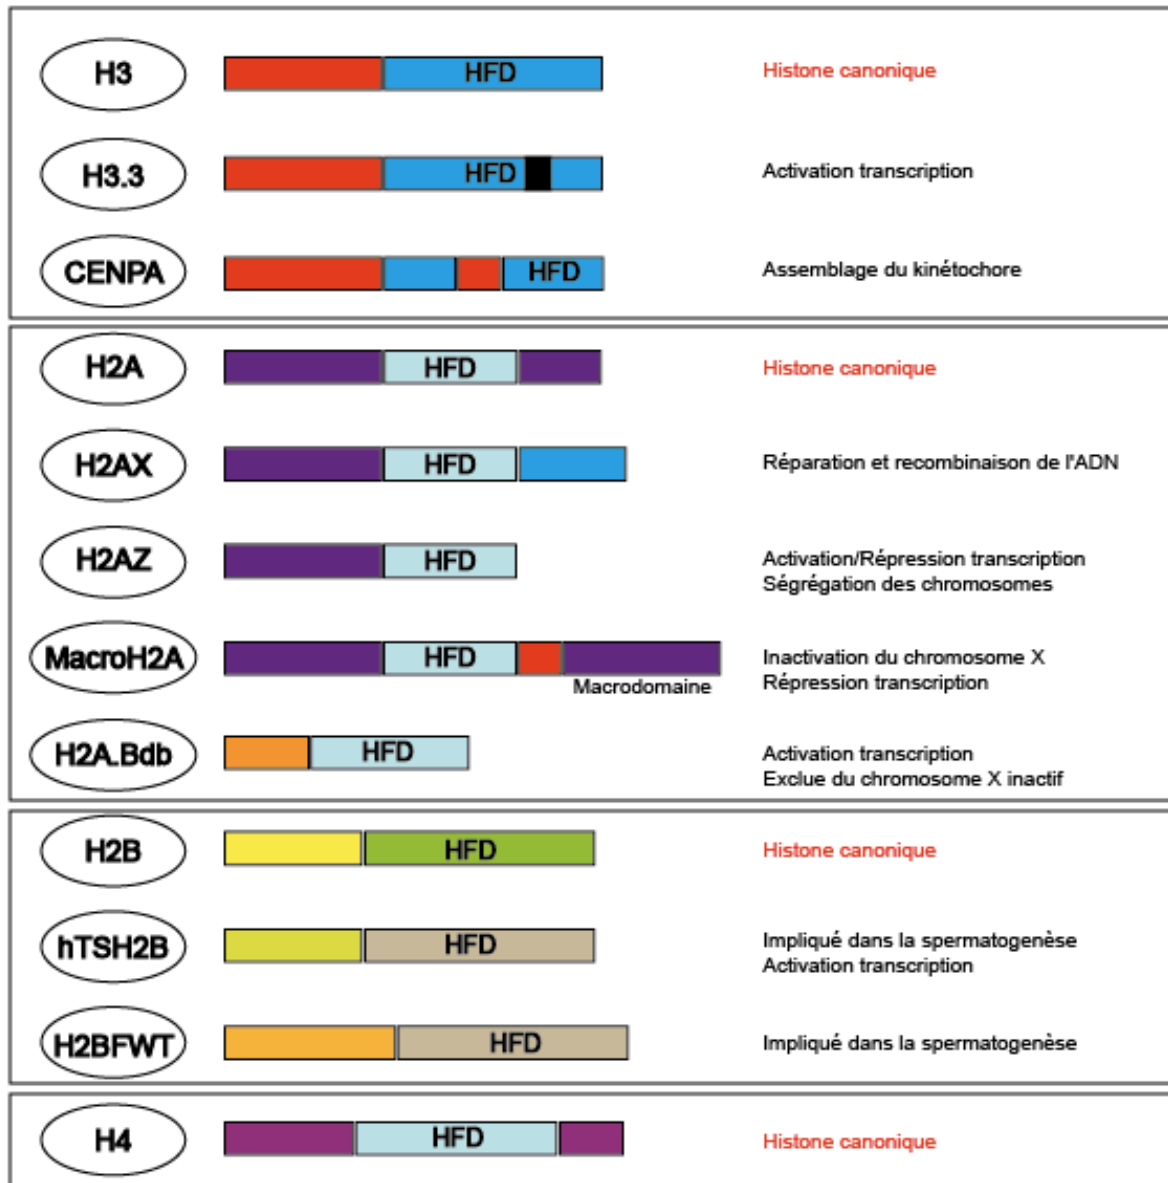 H3 HFD Histone canonique
H3.3 HFD Activation transcription
CENPA HFD Assemblage du kinétochore
H2A HFD Histone canonique
H2AX HFD Réparation et recombinaison de l'ADN
H2AZ HFD Activation/Répression transcription
Ségrégation des chromosomes
MacroH2A HFD Inactivation du chromosome X
Macrodomaine Répression transcription
H2A.Bdb HFD Activation transcription
Exclue du chromosome X inactif
H2B HFD Histone canonique
hTSH2B HFD Impliqué dans la spermatogenèse
Activation transcription
H2BFWT HFD Impliqué dans la spermatogenèse
H4 HFD Histone canonique